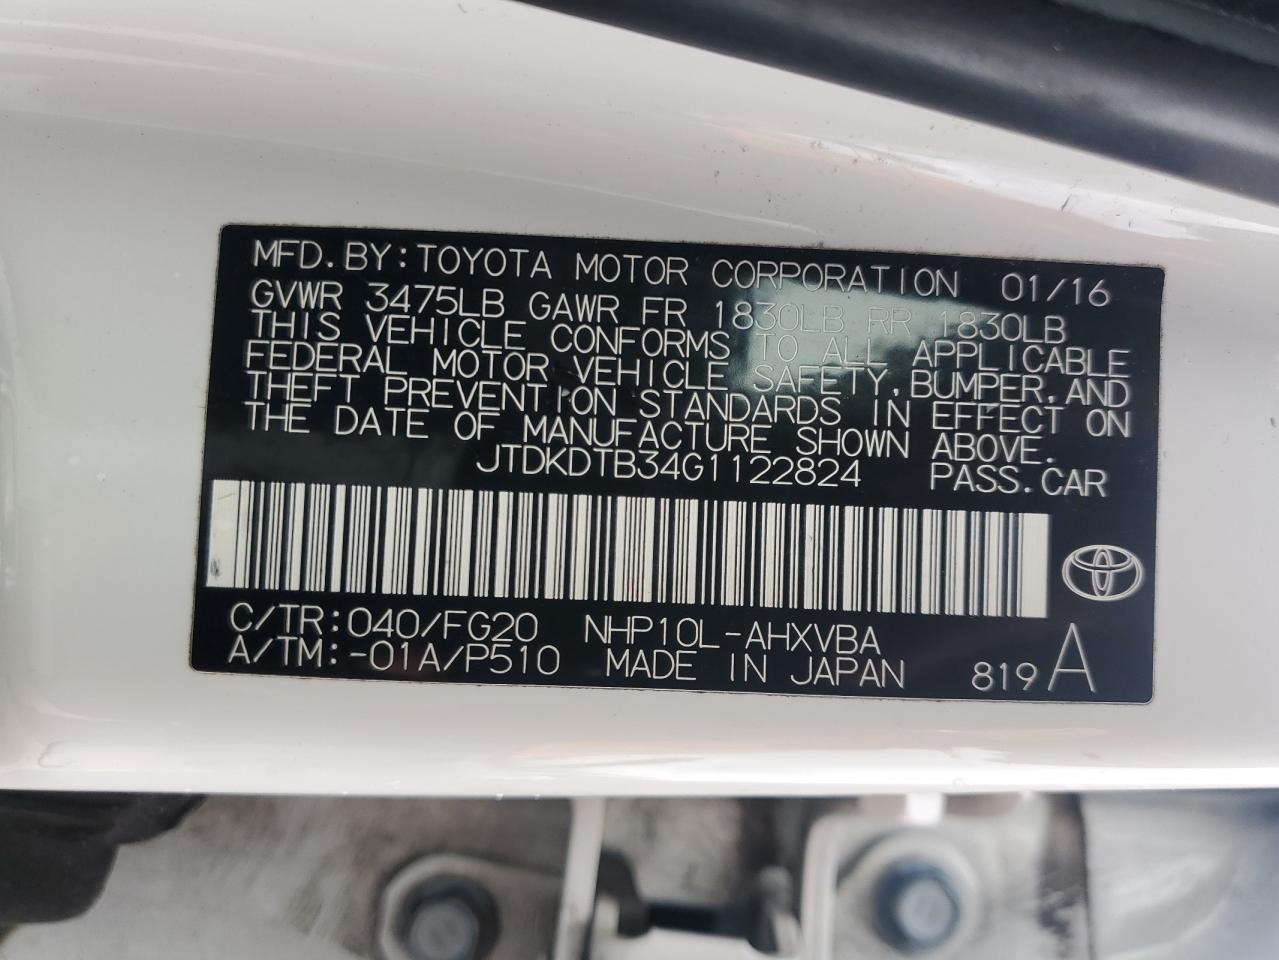 MFD.BY:TOYOTA MOTOR CORPORATION 01/16
GVWR 3475LB GAWR FR 1830LB RR 1830LB
THIS VEHICLE CONFORMS TO ALL APPLICABLE
FEDERAL MOTOR VEHICLE SAFETY,BUMPER,AND
THEFT PREVENTION STANDARDS IN EFFECT ON
THE DATE OF MANUFACTURE SHOWN ABOVE.
JTDKDTB34G1122824 PASS.CAR
C/TR:040/FG20 NHP10L-AHXVBA
A/TM:-01A/P510 MADE IN JAPAN 819 A